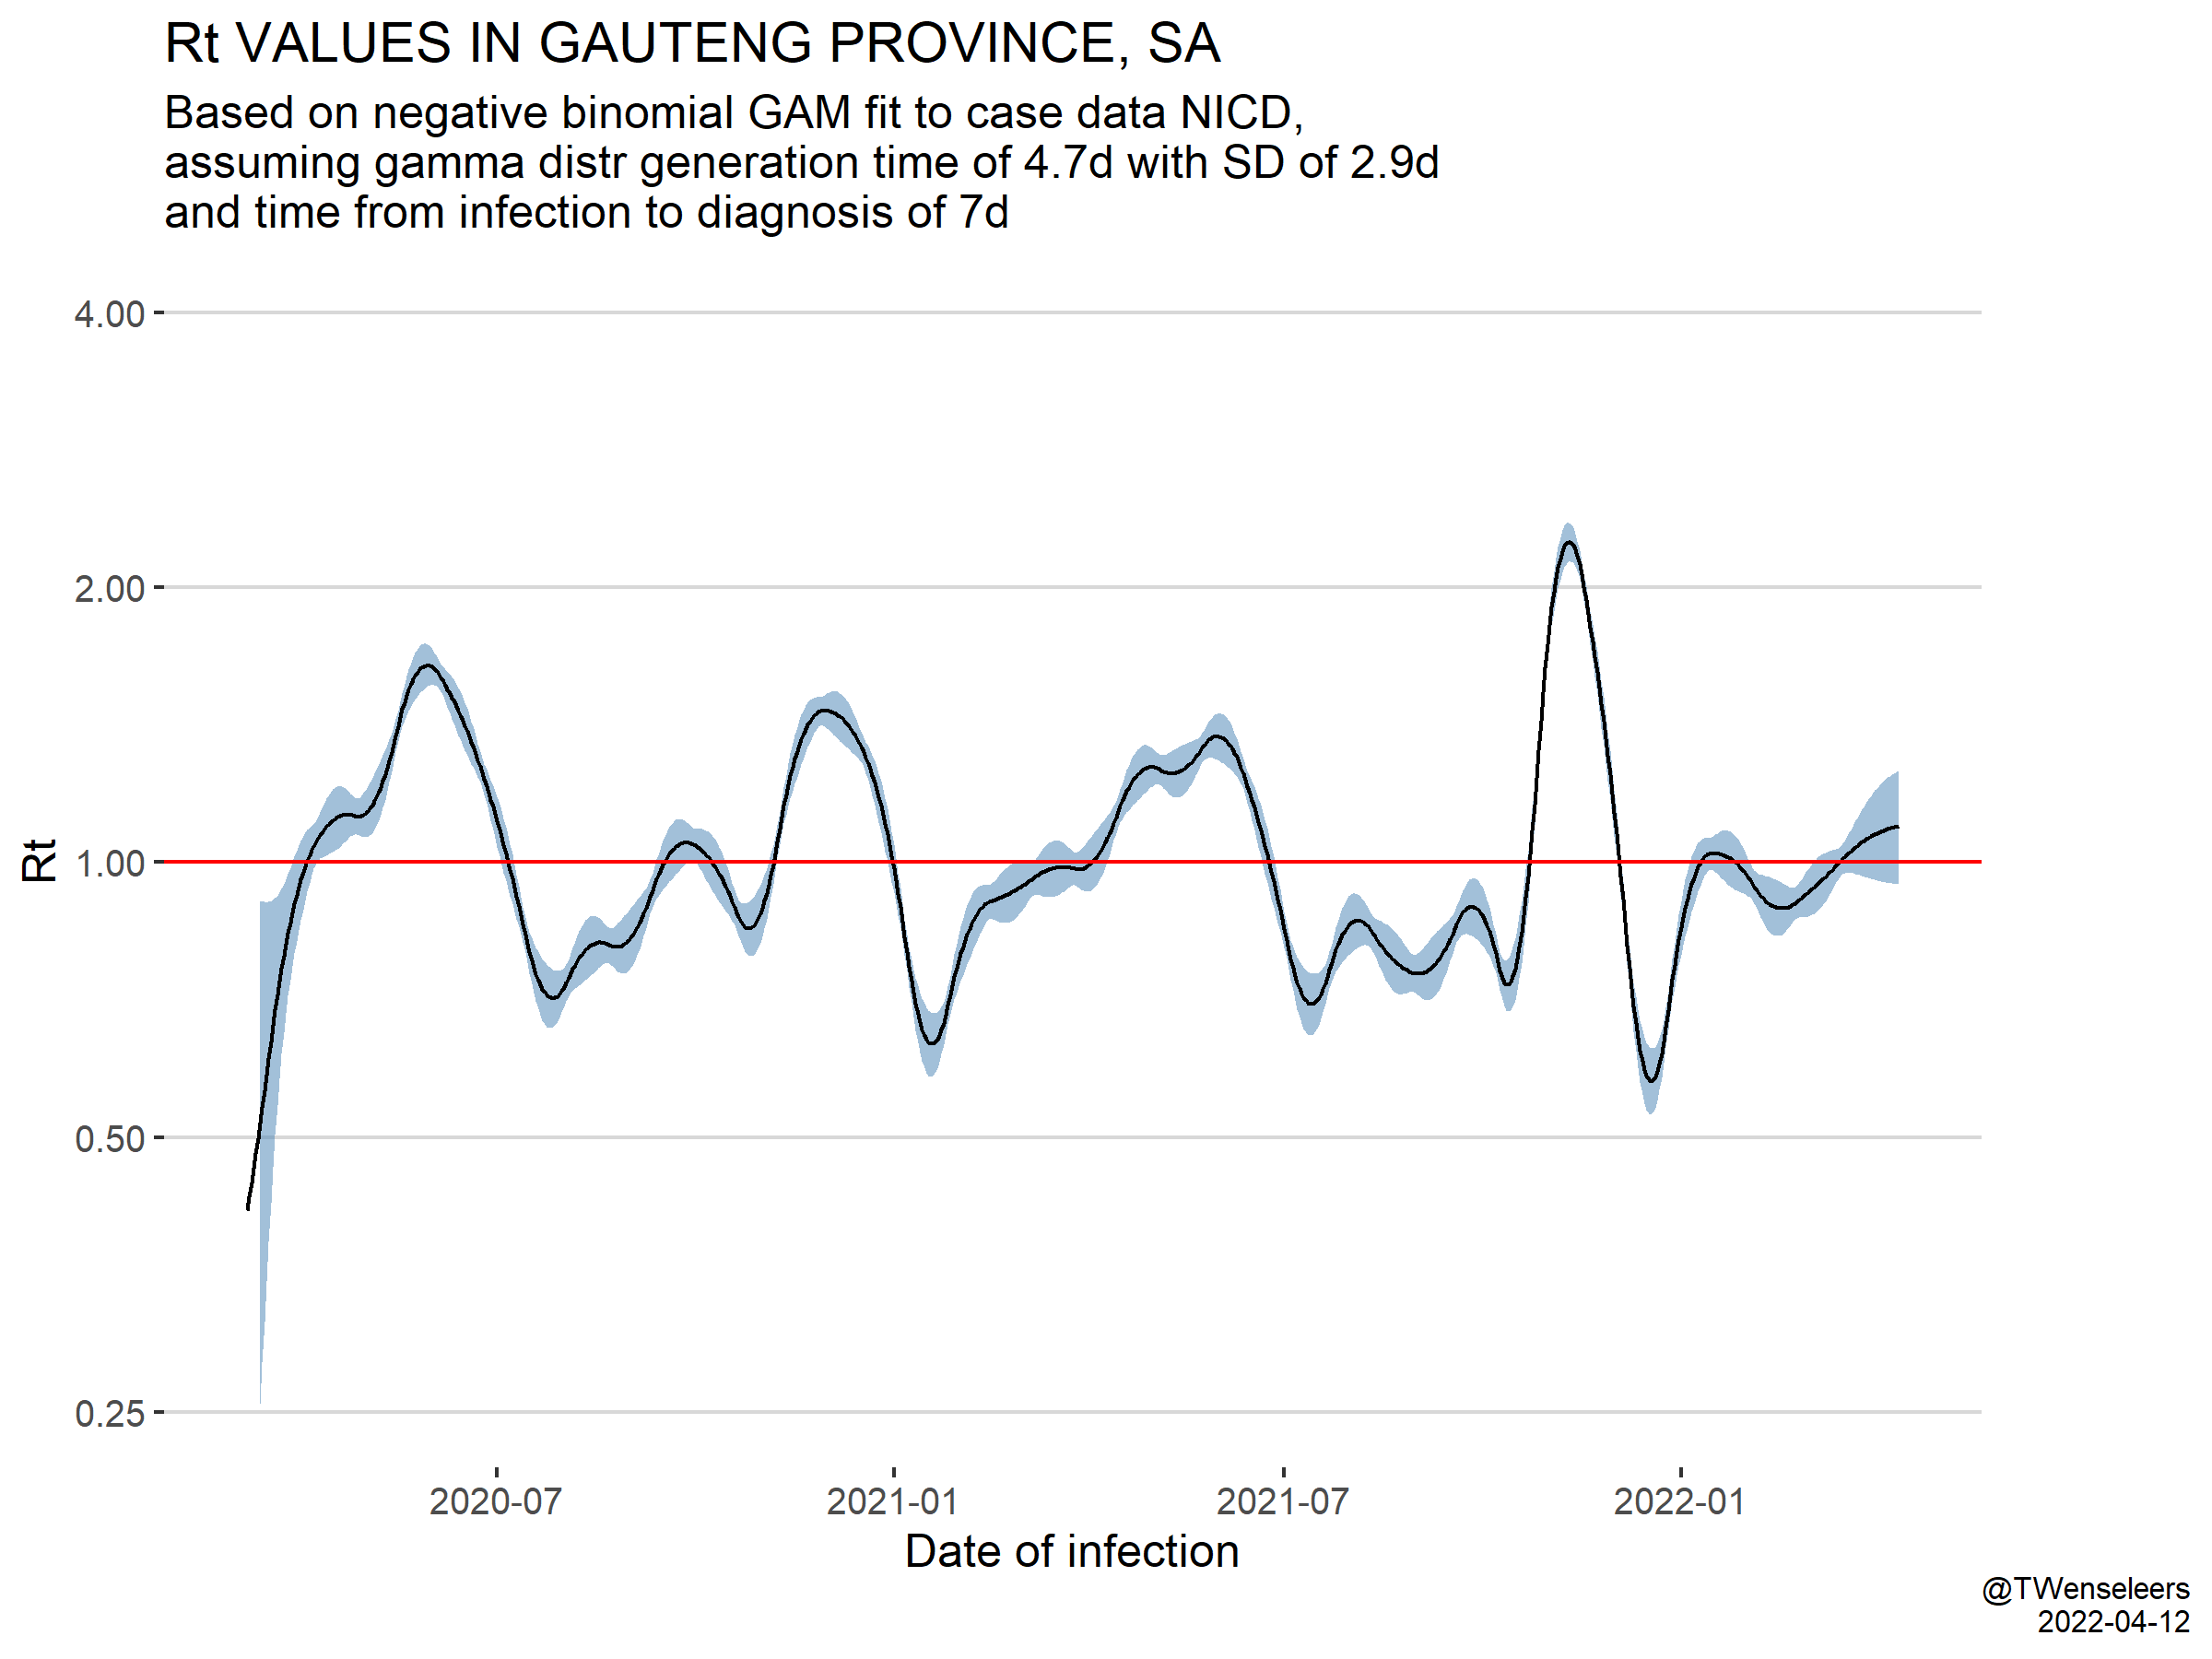 Rt VALUES IN GAUTENG PROVINCE, SA
Based on negative binomial GAM fit to case data NICD,
assuming gamma distr generation time of 4.7d with SD of 2.9d
and time from infection to diagnosis of 7d
4.00
2.00
1.00
0.50
0.25
Rt
2020-07
2021-01
2021-07
2022-01
Date of infection
@TWenseleers
2022-04-12